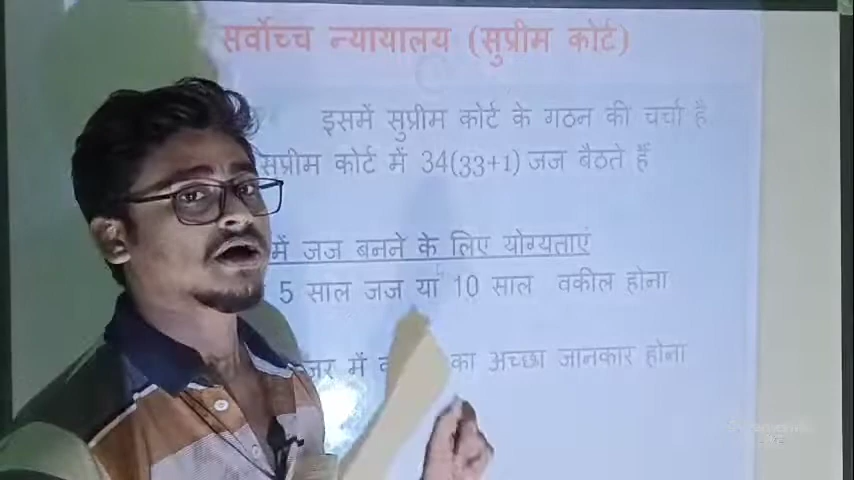 सर्वोच्च न्यायालय (सुप्रीम कोर्ट)
इसमें सुप्रीम कोर्ट के गठन की चर्चा है
सुप्रीम कोर्ट में 34(33+1) जज बैठते हैं
में जज बनने के लिए योग्यताएं
5 साल जज या 10 साल वकील होना
का अच्छा जानकार होना